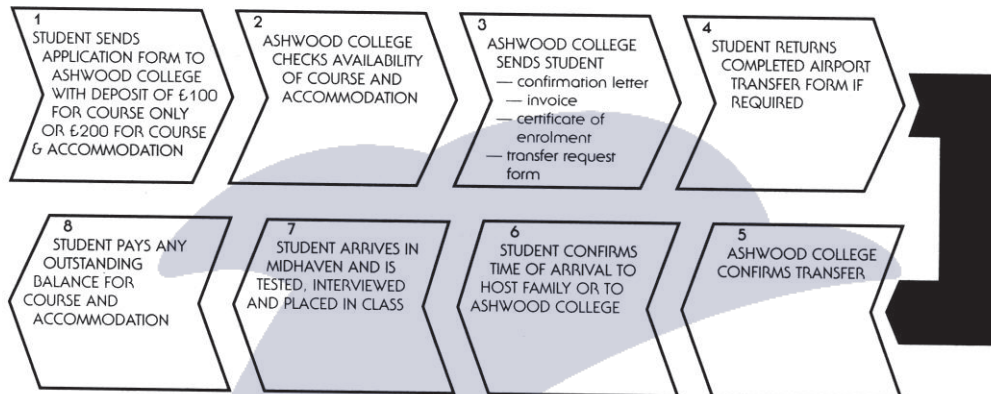 1
STUDENT SENDS
APPLICATION FORM TO
ASHWOOD COLLEGE
WITH DEPOSIT OF £100
FOR COURSE ONLY
OR £200 FOR COURSE
& ACCOMMODATION
2
ASHWOOD COLLEGE
CHECKS AVAILABILITY
OF COURSE AND
ACCOMMODATION
3
ASHWOOD COLLEGE
SENDS STUDENT
— confirmation letter
— invoice
— certificate of
enrolment
— transfer request
form
4
STUDENT RETURNS
COMPLETED AIRPORT
TRANSFER FORM IF
REQUIRED
5
ASHWOOD COLLEGE
CONFIRMS TRANSFER
6
STUDENT CONFIRMS
TIME OF ARRIVAL TO
HOST FAMILY OR TO
ASHWOOD COLLEGE
7
STUDENT ARRIVES IN
MIDHAVEN AND IS
TESTED, INTERVIEWED
AND PLACED IN CLASS
8
STUDENT PAYS ANY
OUTSTANDING
BALANCE FOR
COURSE AND
ACCOMMODATION